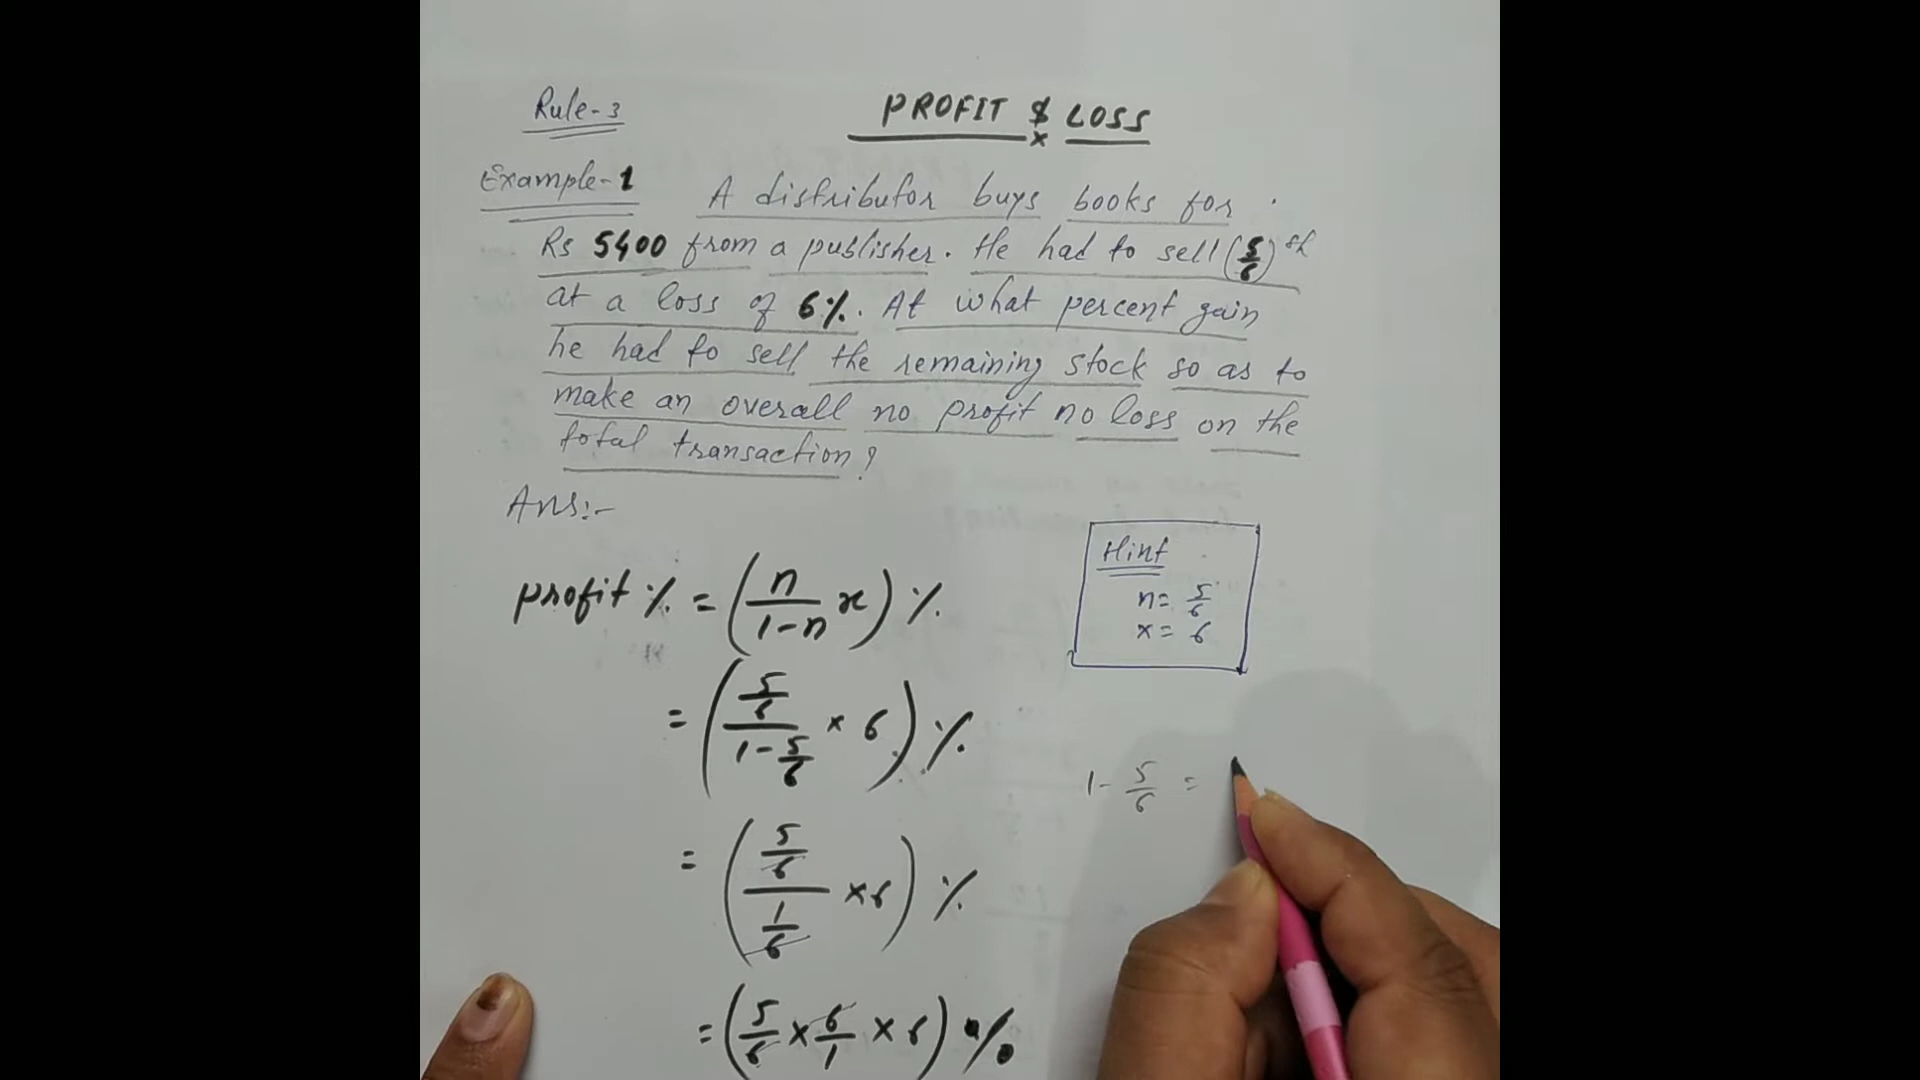 Rule-3
PROFIT & LOSS
x
Example-1 A distributor buys books for
Rs 5400 from a publisher. He had to sell (5/6)th
at a loss of 6%. At what percent gain
he had to sell the remaining stock so as to
make an overall no profit no loss on the
total transaction?
Ans:-
Hint
n= 5/6
x= 6
profit % = (n/1-n x) %
= (5/6 / 1-5/6 × 6) %
1- 5/6 =
= (5/6 / 1/6 ×6) %
= (5/6 × 6/1 × 6) %